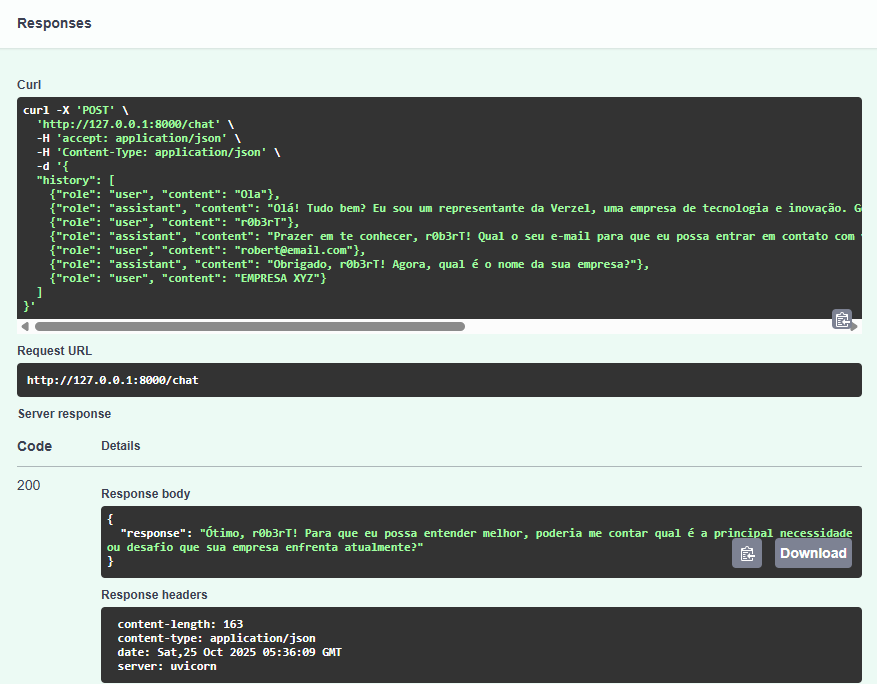 Responses
Curl
curl -X 'POST' \
'http://127.0.0.1:8000/chat' \
-H 'accept: application/json' \
-H 'Content-Type: application/json' \
-d '{
"history": [
{"role": "user", "content": "Ola"},
{"role": "assistant", "content": "Olá! Tudo bem? Eu sou um representante da Verzel, uma empresa de tecnologia e inovação.
{"role": "user", "content": "r0b3rT"},
{"role": "assistant", "content": "Prazer em te conhecer, r0b3rT! Qual o seu e-mail para que eu possa entrar em contato com
{"role": "user", "content": "robert@email.com"},
{"role": "assistant", "content": "Obrigado, r0b3rT! Agora, qual é o nome da sua empresa?"},
{"role": "user", "content": "EMPRESA XYZ"}
]
}'
Request URL
http://127.0.0.1:8000/chat
Server response
Code Details
200
Response body
{
"response": "Ótimo, r0b3rT! Para que eu possa entender melhor, poderia me contar qual é a principal necessidade
ou desafio que sua empresa enfrenta atualmente?"
}
Download
Response headers
content-length: 163
content-type: application/json
date: Sat,25 Oct 2025 05:36:09 GMT
server: uvicorn